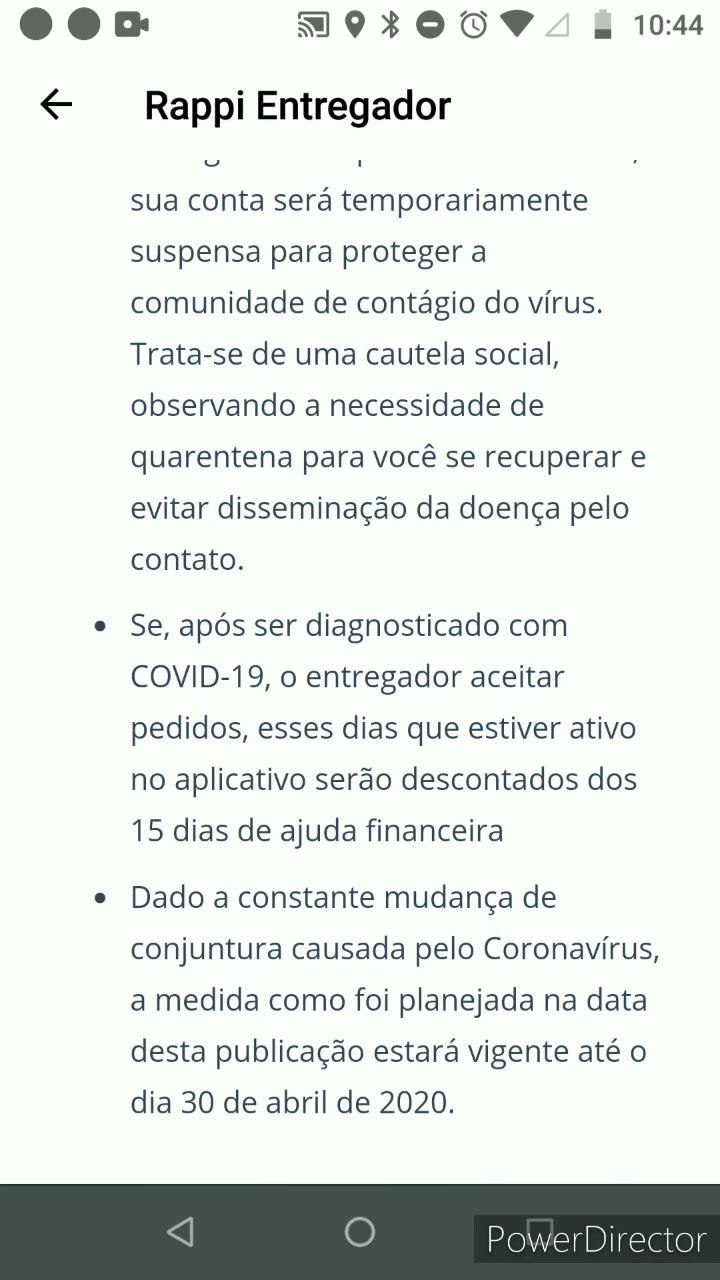 10:44
Rappi Entregador
sua conta será temporariamente
suspensa para proteger a
comunidade de contágio do vírus.
Trata-se de uma cautela social,
observando a necessidade de
quarentena para você se recuperar e
evitar disseminação da doença pelo
contato.
• Se, após ser diagnosticado com
COVID-19, o entregador aceitar
pedidos, esses dias que estiver ativo
no aplicativo serão descontados dos
15 dias de ajuda financeira
• Dado a constante mudança de
conjuntura causada pelo Coronavírus,
a medida como foi planejada na data
desta publicação estará vigente até o
dia 30 de abril de 2020.
PowerDirector